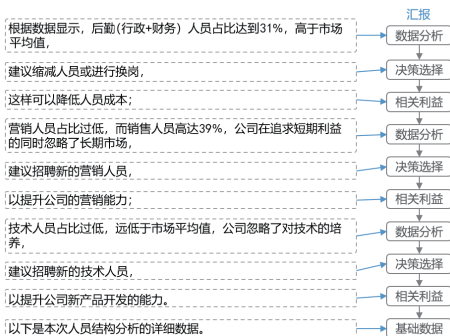 汇报
根据数据显示，后勤(行政+财务）人员占比达到31%，高于市场
平均值，
数据分析
建议缩减人员或进行换岗，
决策选择
这样可以降低人员成本；
相关利益
营销人员占比过低，而销售人员高达39%，公司在追求短期利益
的同时忽略了长期市场，
数据分析
建议招聘新的营销人员，
决策选择
以提升公司的营销能力；
相关利益
技术人员占比过低，远低于市场平均值，公司忽略了对技术的培
养，
数据分析
建议招聘新的技术人员，
决策选择
以提升公司新产品开发的能力。
相关利益
以下是本次人员结构分析的详细数据。
基础数据